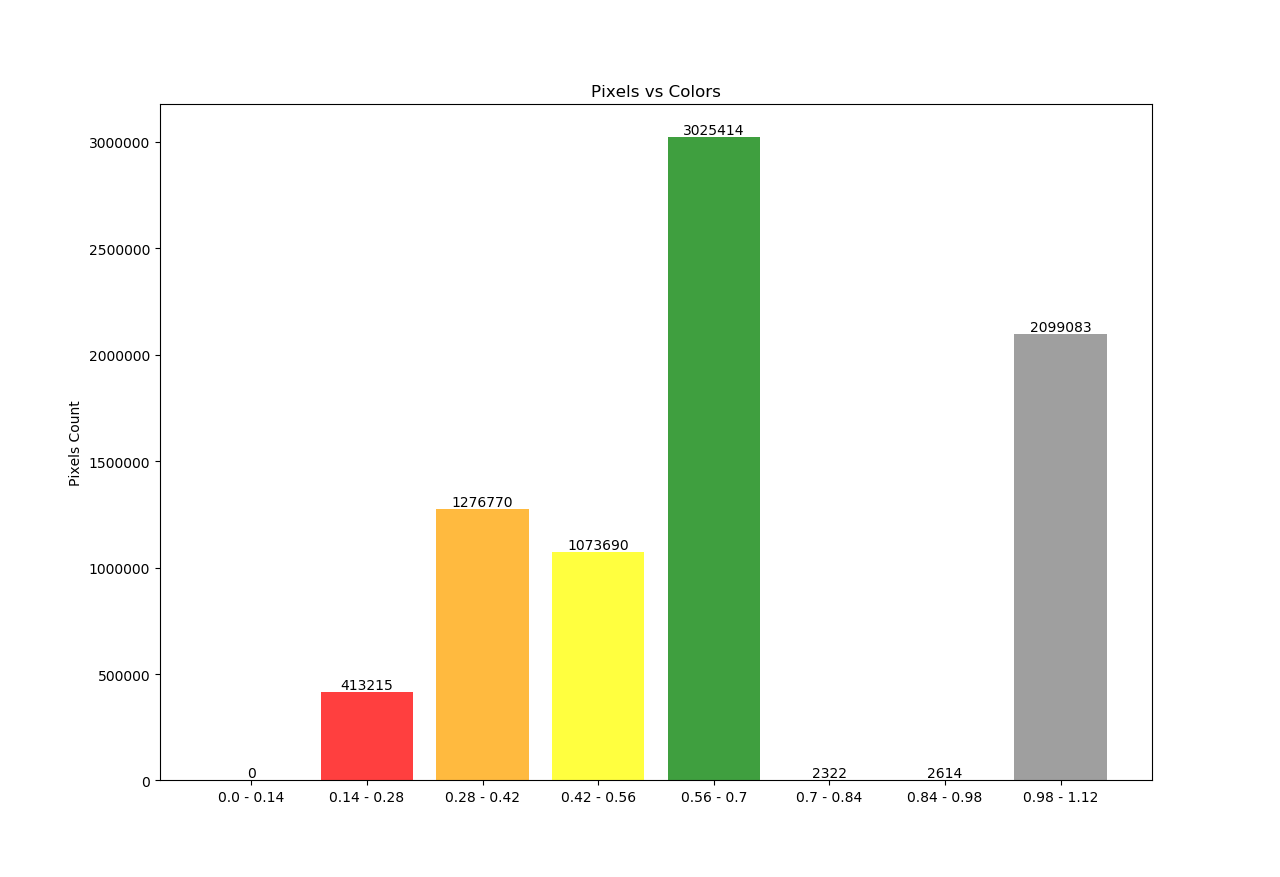 Pixels vs Colors
Pixels Count
3000000
2500000
2000000
1500000
1000000
500000
0
0
413215
1276770
1073690
3025414
2322
2614
2099083
0.0 - 0.14
0.14 - 0.28
0.28 - 0.42
0.42 - 0.56
0.56 - 0.7
0.7 - 0.84
0.84 - 0.98
0.98 - 1.12